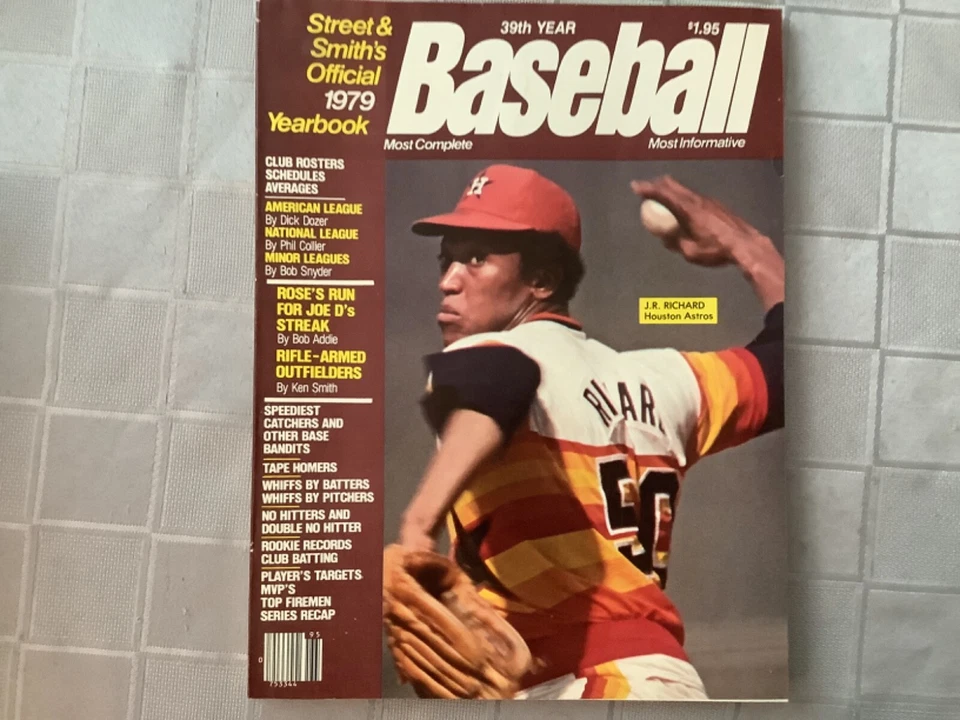 Street &
Smith's
Official
1979
Yearbook
39th YEAR
$1.95
Baseball
Most Complete
Most Informative
CLUB ROSTERS
SCHEDULES
AVERAGES
AMERICAN LEAGUE
By Dick Dozer
NATIONAL LEAGUE
By Phil Collier
MINOR LEAGUES
By Bob Snyder
ROSE'S RUN
FOR JOE D's
STREAK
By Bob Addie
RIFLE-ARMED
OUTFIELDERS
By Ken Smith
SPEEDIEST
CATCHERS AND
OTHER BASE
BANDITS
TAPE HOMERS
WHIFFS BY BATTERS
WHIFFS BY PITCHERS
NO HITTERS AND
DOUBLE NO HITTER
ROOKIE RECORDS
CLUB BATTING
PLAYER'S TARGETS
MVP'S
TOP FIREMEN
SERIES RECAP
95
0
753344
H
J.R. RICHARD
Houston Astros
50